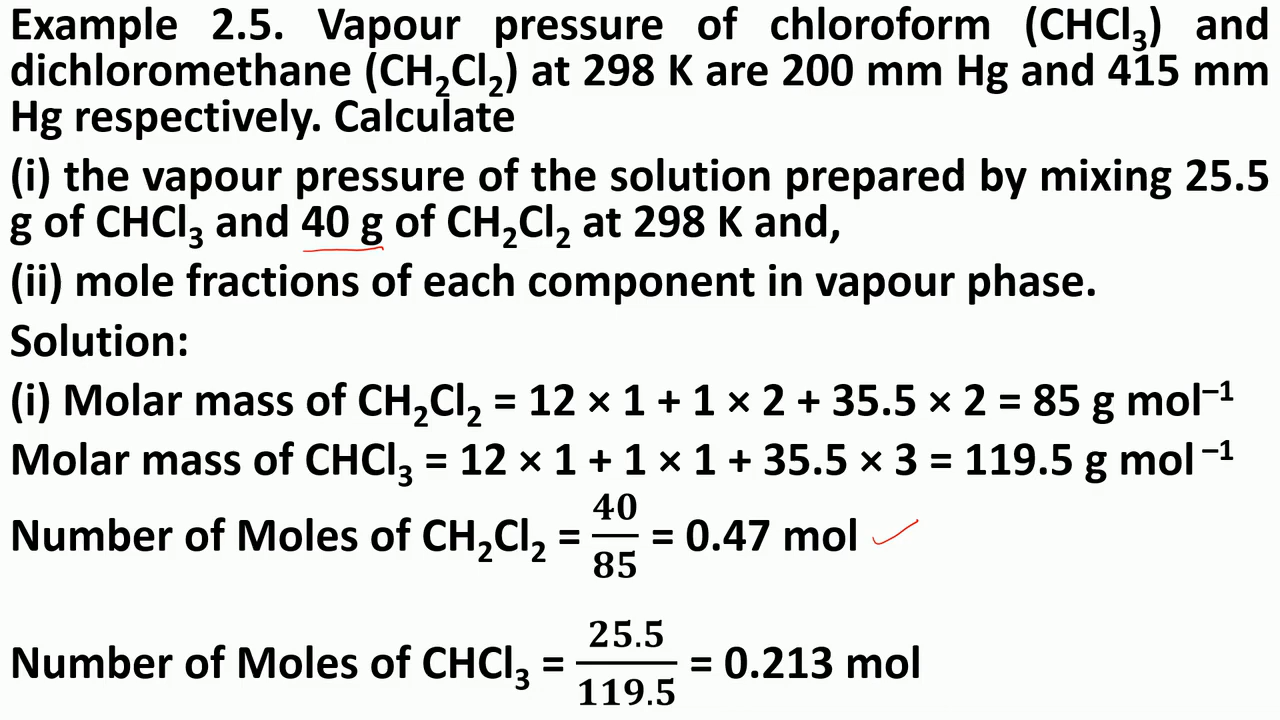 Example 2.5. Vapour pressure of chloroform (CHCl₃) and
dichloromethane (CH₂Cl₂) at 298 K are 200 mm Hg and 415 mm
Hg respectively. Calculate
(i) the vapour pressure of the solution prepared by mixing 25.5
g of CHCl₃ and 40 g of CH₂Cl₂ at 298 K and,
(ii) mole fractions of each component in vapour phase.
Solution:
(i) Molar mass of CH₂Cl₂ = 12 × 1 + 1 × 2 + 35.5 × 2 = 85 g mol⁻¹
Molar mass of CHCl₃ = 12 × 1 + 1 × 1 + 35.5 × 3 = 119.5 g mol ⁻¹
Number of Moles of CH₂Cl₂ = 40/85 = 0.47 mol
Number of Moles of CHCl₃ = 25.5/119.5 = 0.213 mol